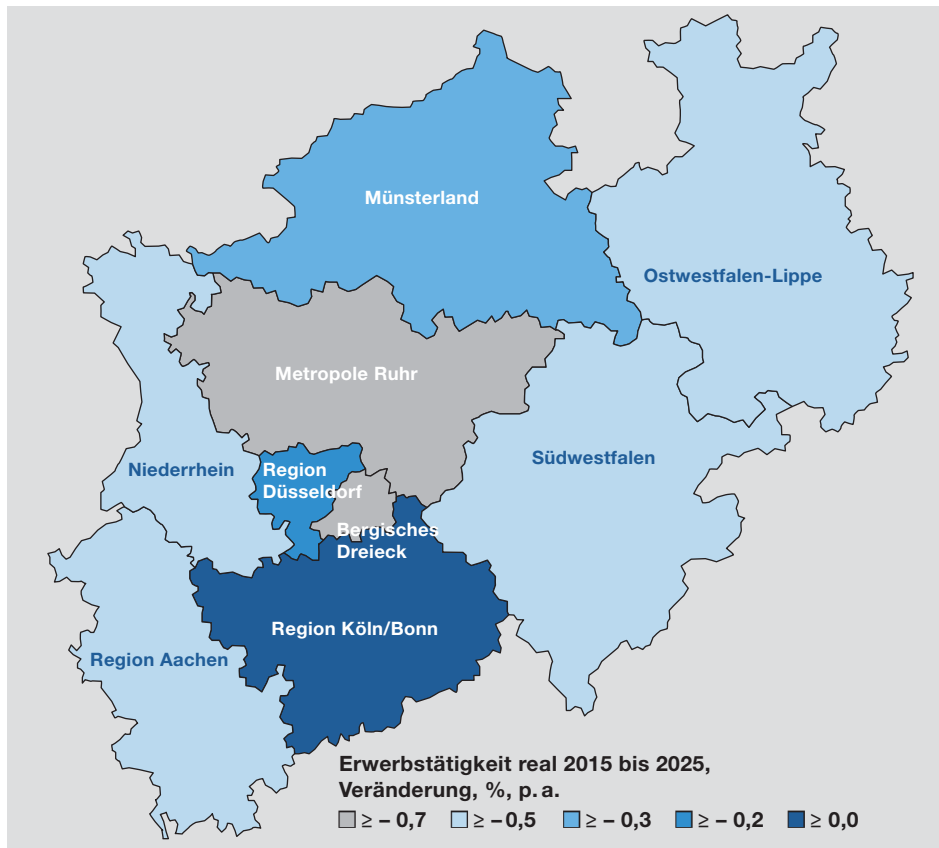 Münsterland
Ostwestfalen-Lippe
Metropole Ruhr
Niederrhein
Region
Düsseldorf
Südwestfalen
Bergisches
Dreieck
Region Köln/Bonn
Region Aachen
Erwerbstätigkeit real 2015 bis 2025,
Veränderung, %, p. a.
≥ – 0,7 ≥ – 0,5 ≥ – 0,3 ≥ – 0,2 ≥ 0,0